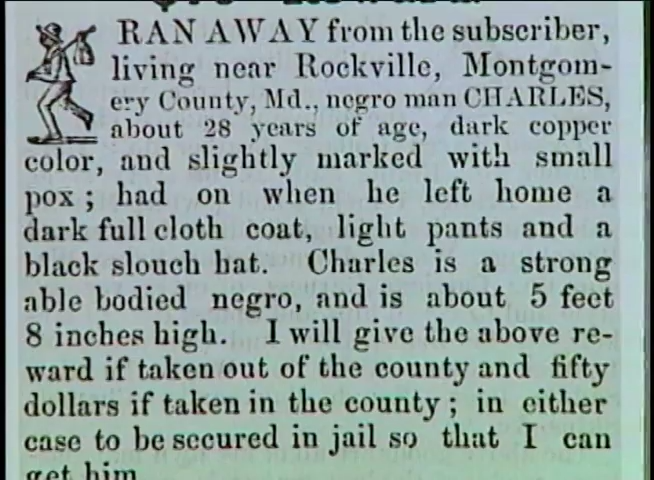 RAN AWAY from the subscriber,
living near Rockville, Montgom-
ery County, Md., negro man CHARLES,
about 28 years of age, dark copper
color, and slightly marked with small
pox; had on when he left home a
dark full cloth coat, light pants and a
black slouch hat. Charles is a strong
able bodied negro, and is about 5 feet
8 inches high. I will give the above re-
ward if taken out of the county and fifty
dollars if taken in the county; in either
case to be secured in jail so that I can
get him